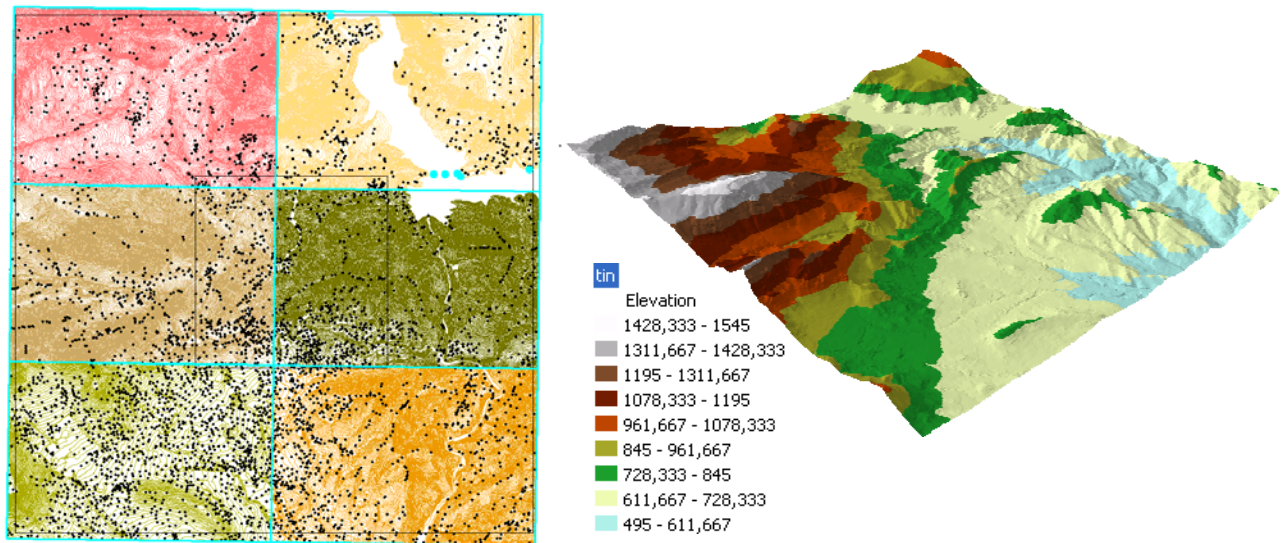 tin
Elevation
1428,333 - 1545
1311,667 - 1428,333
1195 - 1311,667
1078,333 - 1195
961,667 - 1078,333
845 - 961,667
728,333 - 845
611,667 - 728,333
495 - 611,667